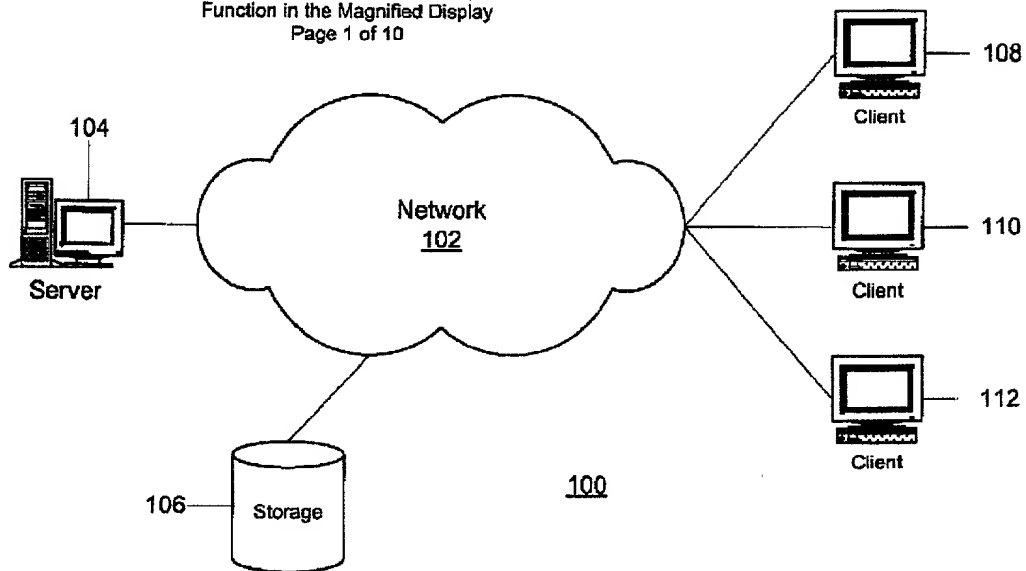 Function in the Magnified Display
Page 1 of 10
108
Client
104
Network
102
110
Client
Server
112
Client
106
Storage
100